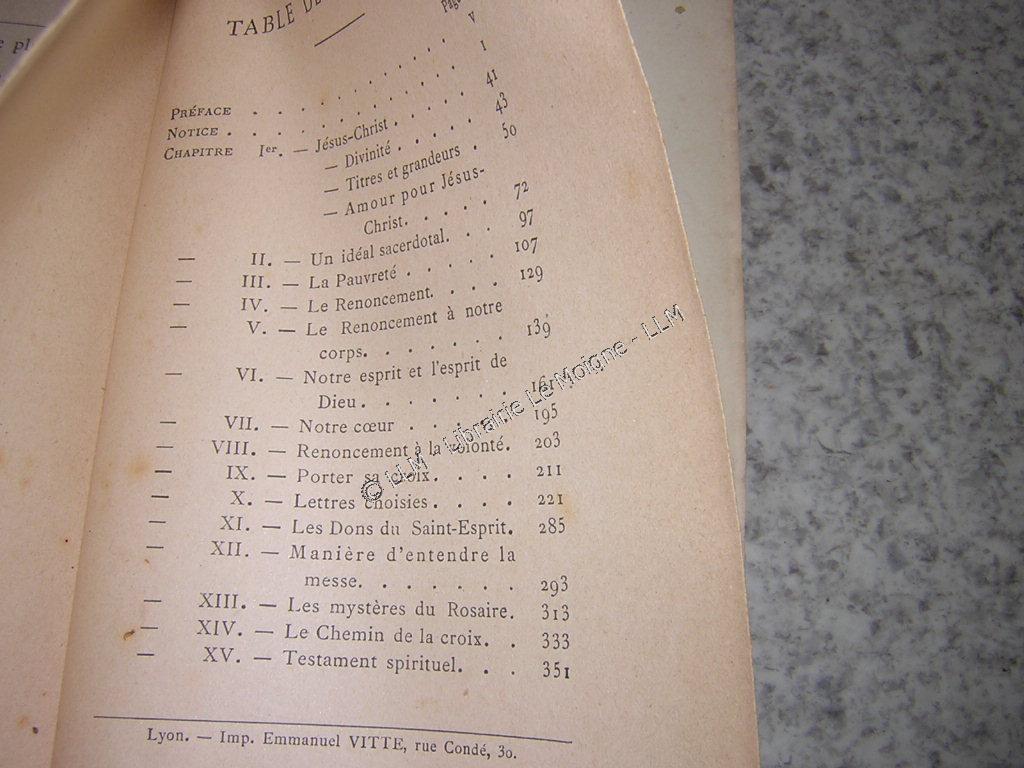 TABLE
Pages
Préface . . . . . . . . . . V
Notice . . . . . . . . . . 1
Chapitre Ier. — Jésus-Christ . . . . . 41
— Divinité . . . . . 43
— Titres et grandeurs . 50
— Amour pour Jésus-
Christ. . . . . . 72
— II. — Un idéal sacerdotal. . . 97
— III. — La Pauvreté . . . . . 107
— IV. — Le Renoncement. . . . 129
— V. — Le Renoncement à notre
corps. . . . . . . 139
— VI. — Notre esprit et l'esprit de
Dieu . . . . . . . 161
— VII. — Notre cœur . . . . . 195
— VIII. — Renoncement à la volonté. 203
— IX. — Porter sa croix. . . . . 211
— X. — Lettres choisies . . . . 221
— XI. — Les Dons du Saint-Esprit. 285
— XII. — Manière d'entendre la
messe. . . . . . . 293
— XIII. — Les mystères du Rosaire. 313
— XIV. — Le Chemin de la croix. . 333
— XV. — Testament spirituel. . . 351
Lyon. — Imp. Emmanuel VITTE, rue Condé, 30.
© LLM - Librairie Le Moigne - LLM